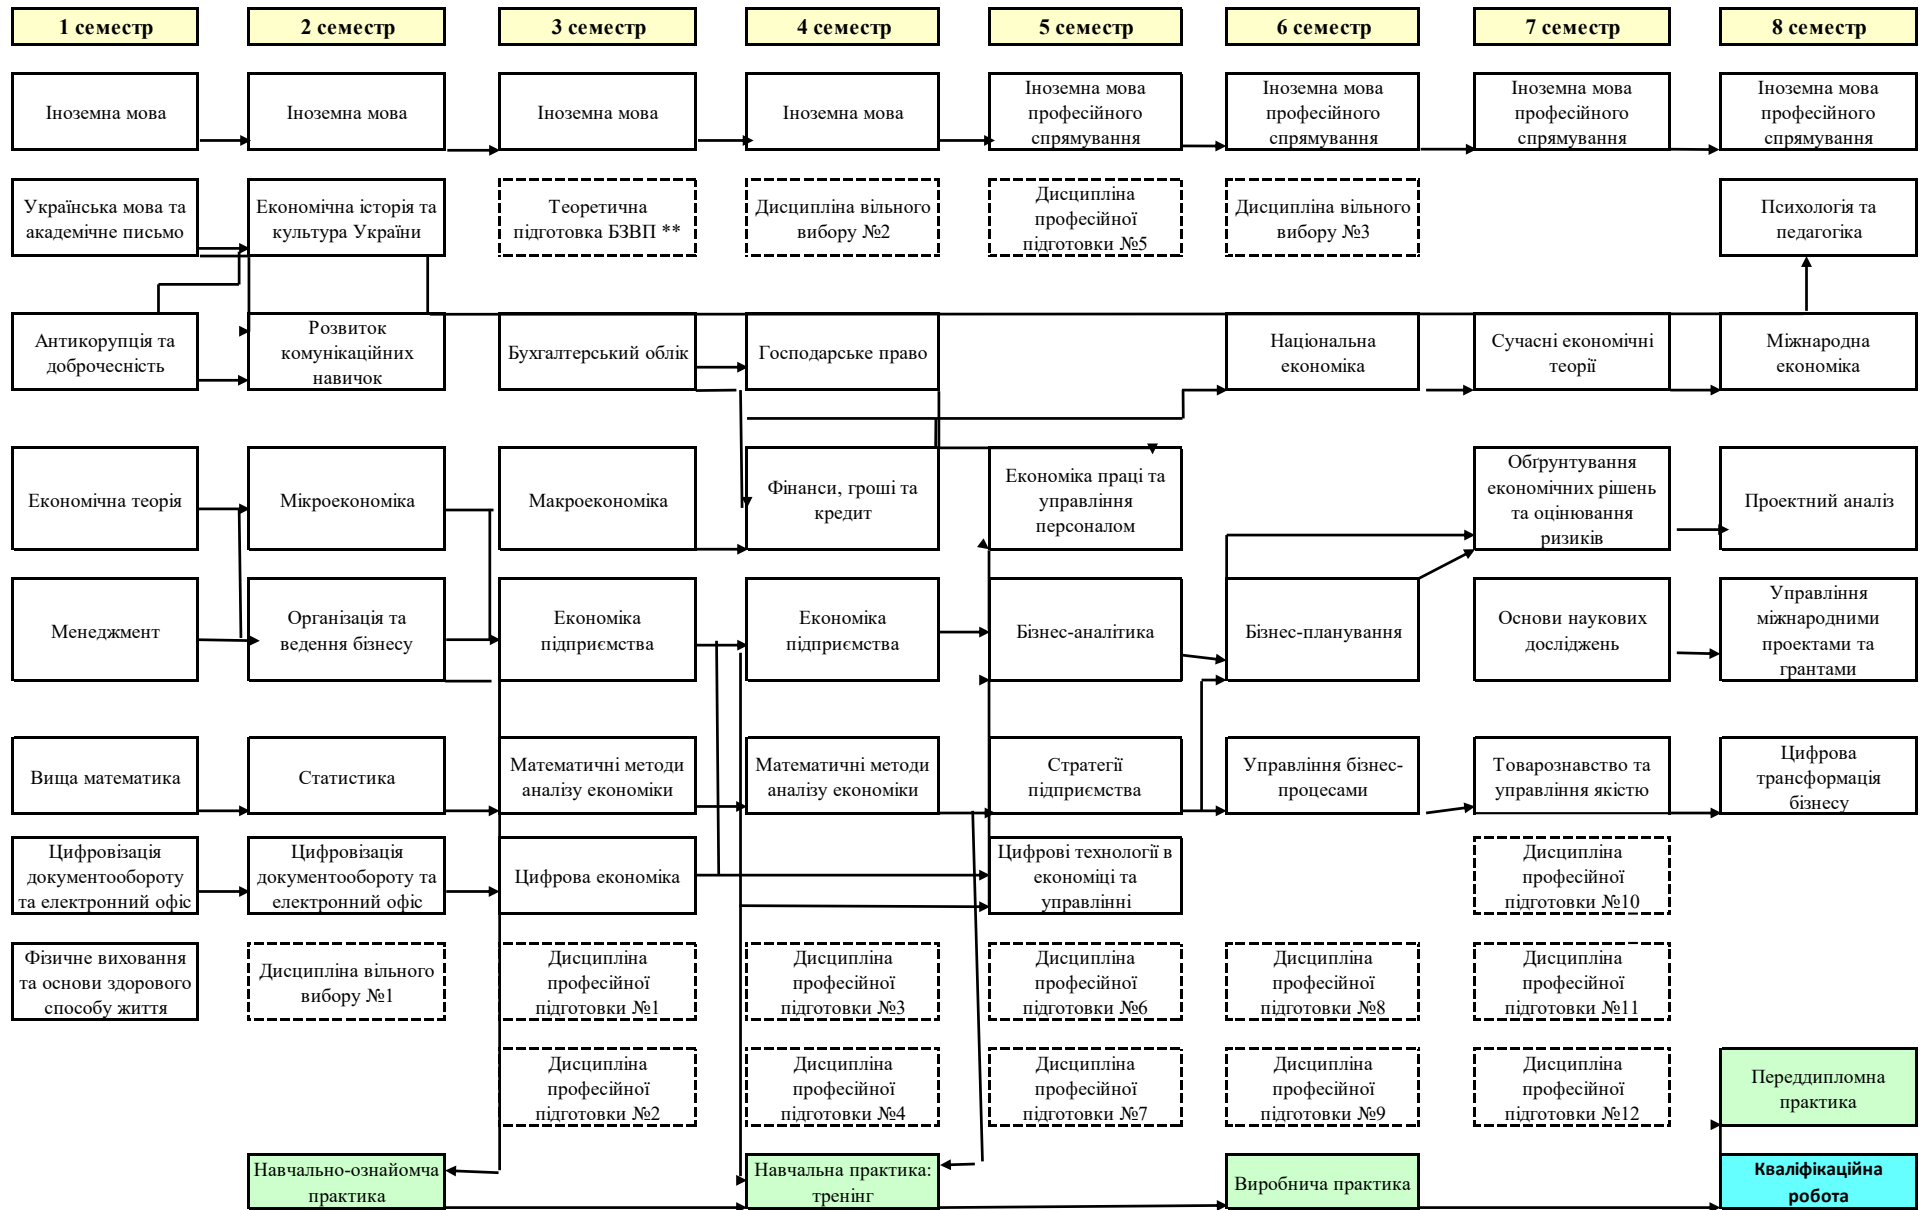 1 семестр
2 семестр
3 семестр
4 семестр
5 семестр
6 семестр
7 семестр
8 семестр
Іноземна мова
Іноземна мова
Іноземна мова
Іноземна мова
Іноземна мова
професійного
спрямування
Іноземна мова
професійного
спрямування
Іноземна мова
професійного
спрямування
Іноземна мова
професійного
спрямування
Українська мова та
академічне письмо
Економічна історія та
культура України
Теоретична
підготовка БЗВП **
Дисципліна вільного
вибору №2
Дисципліна
професійної
підготовки №5
Дисципліна вільного
вибору №3
Психологія та
педагогіка
Антикорупція та
доброчесність
Розвиток
комунікаційних
навичок
Бухгалтерський облік
Господарське право
Національна
економіка
Сучасні економічні
теорії
Міжнародна
економіка
Економічна теорія
Мікроекономіка
Макроекономіка
Фінанси, гроші та
кредит
Економіка праці та
управління
персоналом
Обґрунтування
економічних рішень
та оцінювання
ризиків
Проектний аналіз
Менеджмент
Організація та
ведення бізнесу
Економіка
підприємства
Економіка
підприємства
Бізнес-аналітика
Бізнес-планування
Основи наукових
досліджень
Управління
міжнародними
проектами та
грантами
Вища математика
Статистика
Математичні методи
аналізу економіки
Математичні методи
аналізу економіки
Стратегії
підприємства
Управління бізнес-
процесами
Товарознавство та
управління якістю
Цифрова
трансформація
бізнесу
Цифровізація
документообороту
та електронний офіс
Цифровізація
документообороту та
електронний офіс
Цифрова економіка
Цифрові технології в
економіці та
управлінні
Дисципліна
професійної
підготовки №10
Фізичне виховання
та основи здорового
способу життя
Дисципліна вільного
вибору №1
Дисципліна
професійної
підготовки №1
Дисципліна
професійної
підготовки №3
Дисципліна
професійної
підготовки №6
Дисципліна
професійної
підготовки №8
Дисципліна
професійної
підготовки №11
Дисципліна
професійної
підготовки №2
Дисципліна
професійної
підготовки №4
Дисципліна
професійної
підготовки №7
Дисципліна
професійної
підготовки №9
Дисципліна
професійної
підготовки №12
Переддипломна
практика
Навчально-ознайомча
практика
Навчальна практика:
тренінг
Виробнича практика
Кваліфікаційна
робота